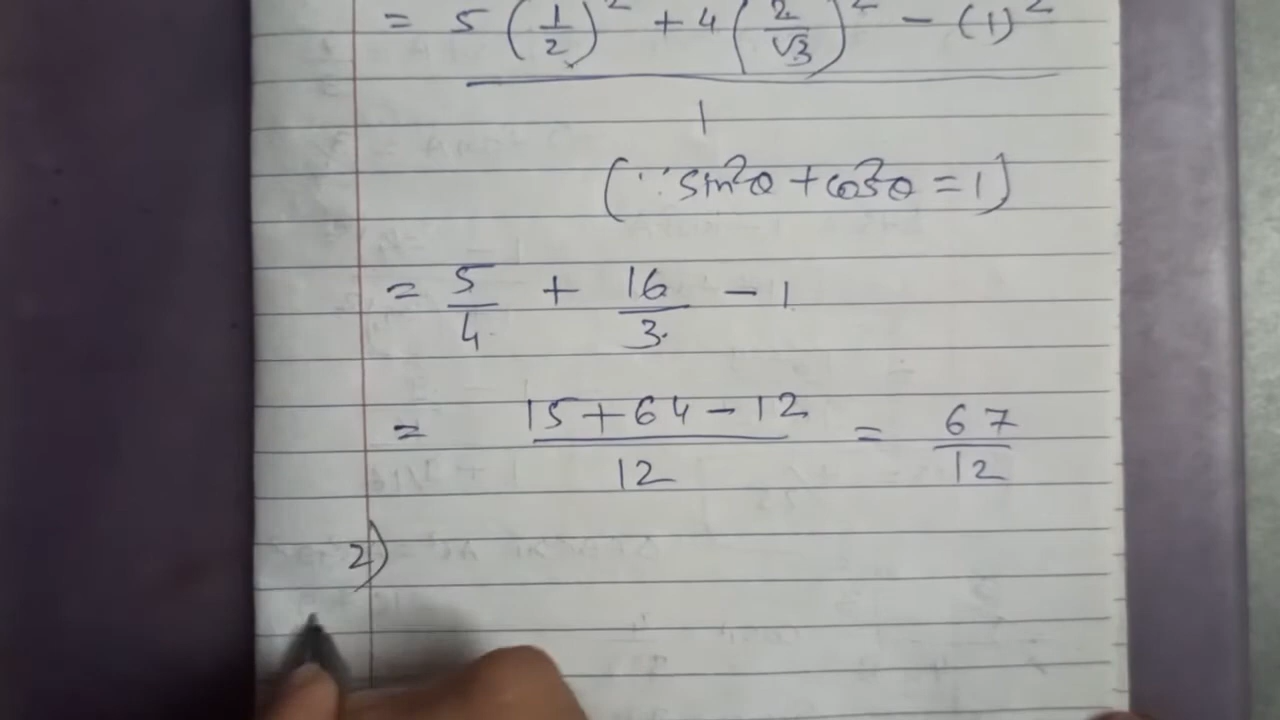 = 5 (1/2)² + 4 (2/√3)² - (1)²
1
(∵ sin²θ + cos²θ = 1)
= 5/4 + 16/3 - 1
= 15 + 64 - 12 / 12 = 67/12
2)